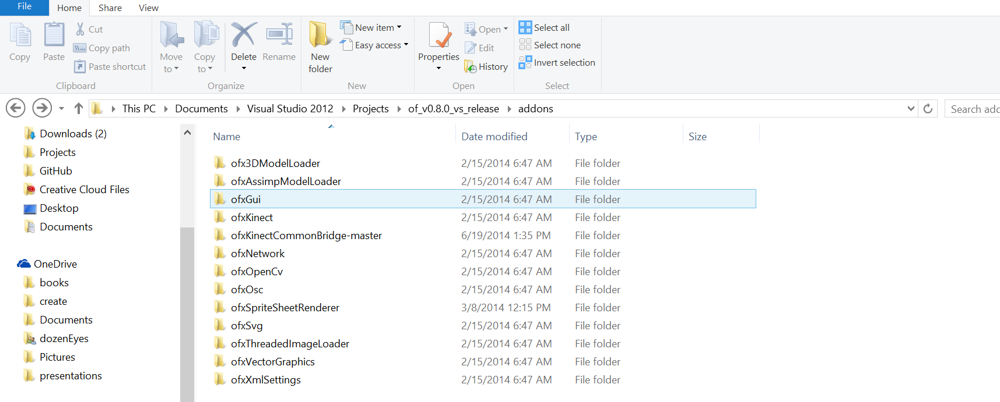 File Home Share View
Copy
Paste
Cut
Copy path
Paste shortcut
Clipboard
Move to
Copy to
Delete
Rename
Organize
New folder
New item
Easy access
New
Properties
Open
Edit
History
Open
Select all
Select none
Invert selection
Select
This PC Documents Visual Studio 2012 Projects of_v0.8.0_vs_release addons
Search add
Downloads (2)
Projects
GitHub
Creative Cloud Files
Desktop
Documents
OneDrive
books
create
Documents
dozenEyes
Pictures
presentations
Name Date modified Type Size
ofx3DModelLoader 2/15/2014 6:47 AM File folder
ofxAssimpModelLoader 2/15/2014 6:47 AM File folder
ofxGui 2/15/2014 6:47 AM File folder
ofxKinect 2/15/2014 6:47 AM File folder
ofxKinectCommonBridge-master 6/19/2014 1:35 PM File folder
ofxNetwork 2/15/2014 6:47 AM File folder
ofxOpenCv 2/15/2014 6:47 AM File folder
ofxOsc 2/15/2014 6:47 AM File folder
ofxSpriteSheetRenderer 3/8/2014 12:15 PM File folder
ofxSvg 2/15/2014 6:47 AM File folder
ofxThreadedImageLoader 2/15/2014 6:47 AM File folder
ofxVectorGraphics 2/15/2014 6:47 AM File folder
ofxXmlSettings 2/15/2014 6:47 AM File folder